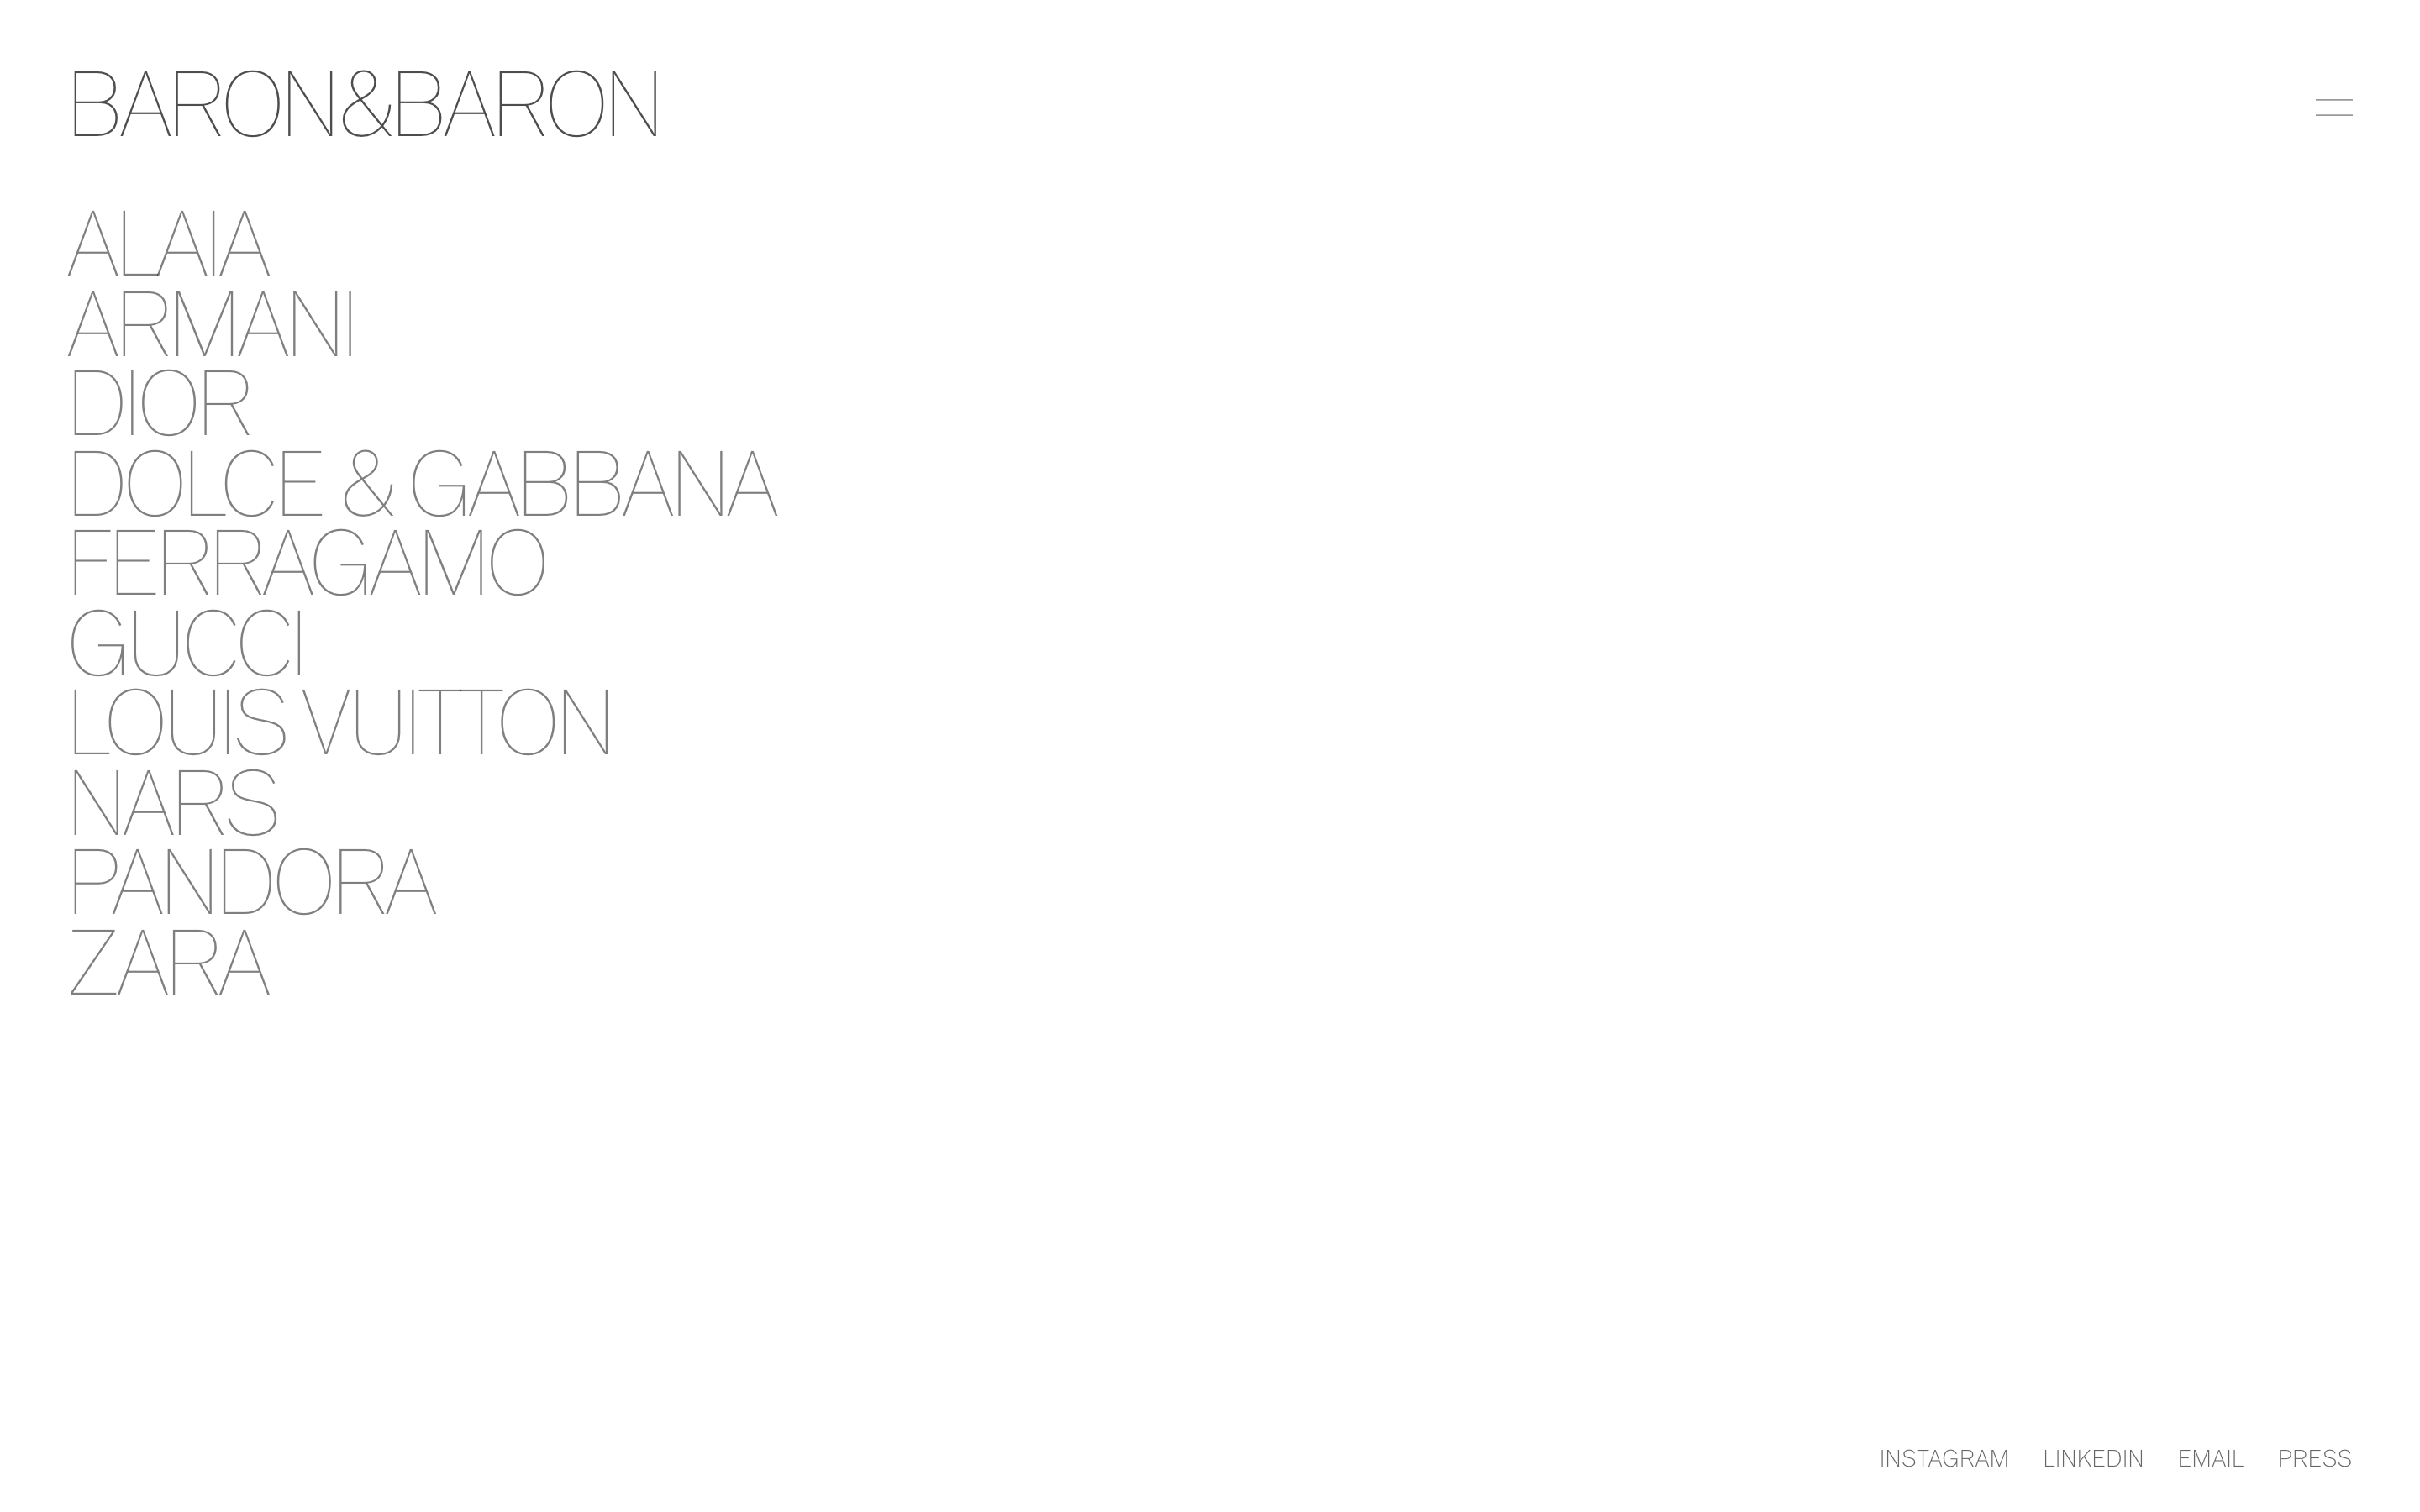 BARON&BARON
ALAIA
ARMANI
DIOR
DOLCE & GABBANA
FERRAGAMO
GUCCI
LOUIS VUITTON
NARS
PANDORA
ZARA
INSTAGRAM LINKEDIN EMAIL PRESS